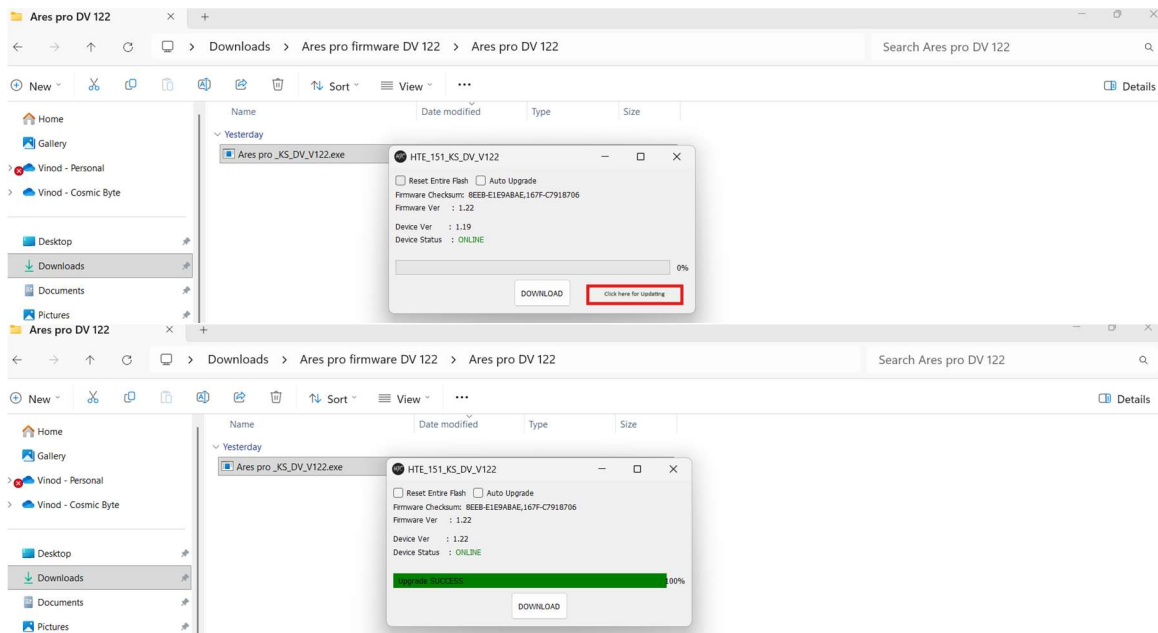 Ares pro DV 122
Downloads > Ares pro firmware DV 122 > Ares pro DV 122
Search Ares pro DV 122
New
Sort
View
Details
Home
Gallery
Vinod - Personal
Vinod - Cosmic Byte
Desktop
Downloads
Documents
Pictures
Name
Date modified
Type
Size
Yesterday
Ares pro _KS_DV_V122.exe
HTE_151_KS_DV_V122
Reset Entire Flash
Auto Upgrade
Firmware Checksum: 8EEB-E1E9ABAE,167F-C7918706
Firmware Ver : 1.22
Device Ver : 1.19
Device Status : ONLINE
0%
DOWNLOAD
Click here for Updating
Ares pro DV 122
Downloads > Ares pro firmware DV 122 > Ares pro DV 122
Search Ares pro DV 122
New
Sort
View
Details
Home
Gallery
Vinod - Personal
Vinod - Cosmic Byte
Desktop
Downloads
Documents
Pictures
Name
Date modified
Type
Size
Yesterday
Ares pro _KS_DV_V122.exe
HTE_151_KS_DV_V122
Reset Entire Flash
Auto Upgrade
Firmware Checksum: 8EEB-E1E9ABAE,167F-C7918706
Firmware Ver : 1.22
Device Ver : 1.22
Device Status : ONLINE
Upgrade SUCCESS
100%
DOWNLOAD